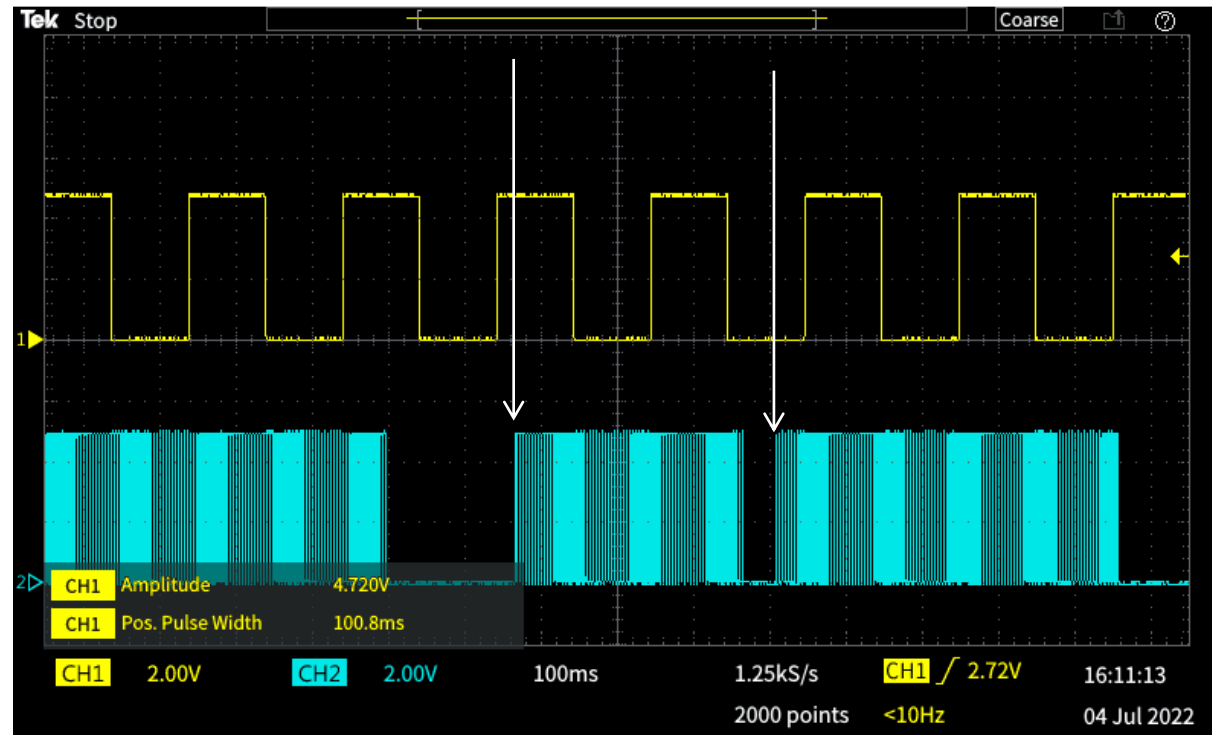 Tek Stop Coarse ?
1
2
CH1 Amplitude 4.720V
CH1 Pos. Pulse Width 100.8ms
CH1 2.00V CH2 2.00V 100ms 1.25kS/s CH1 2.72V 16:11:13
2000 points <10Hz 04 Jul 2022